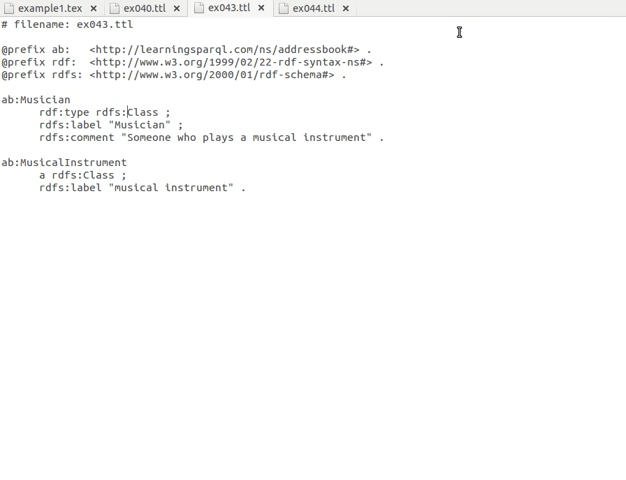 example1.tex ex040.ttl ex043.ttl ex044.ttl
# filename: ex043.ttl
@prefix ab: <http://learningsparql.com/ns/addressbook#> .
@prefix rdf: <http://www.w3.org/1999/02/22-rdf-syntax-ns#> .
@prefix rdfs: <http://www.w3.org/2000/01/rdf-schema#> .
ab:Musician
rdf:type rdfs:Class ;
rdfs:label "Musician" ;
rdfs:comment "Someone who plays a musical instrument" .
ab:MusicalInstrument
a rdfs:Class ;
rdfs:label "musical instrument" .